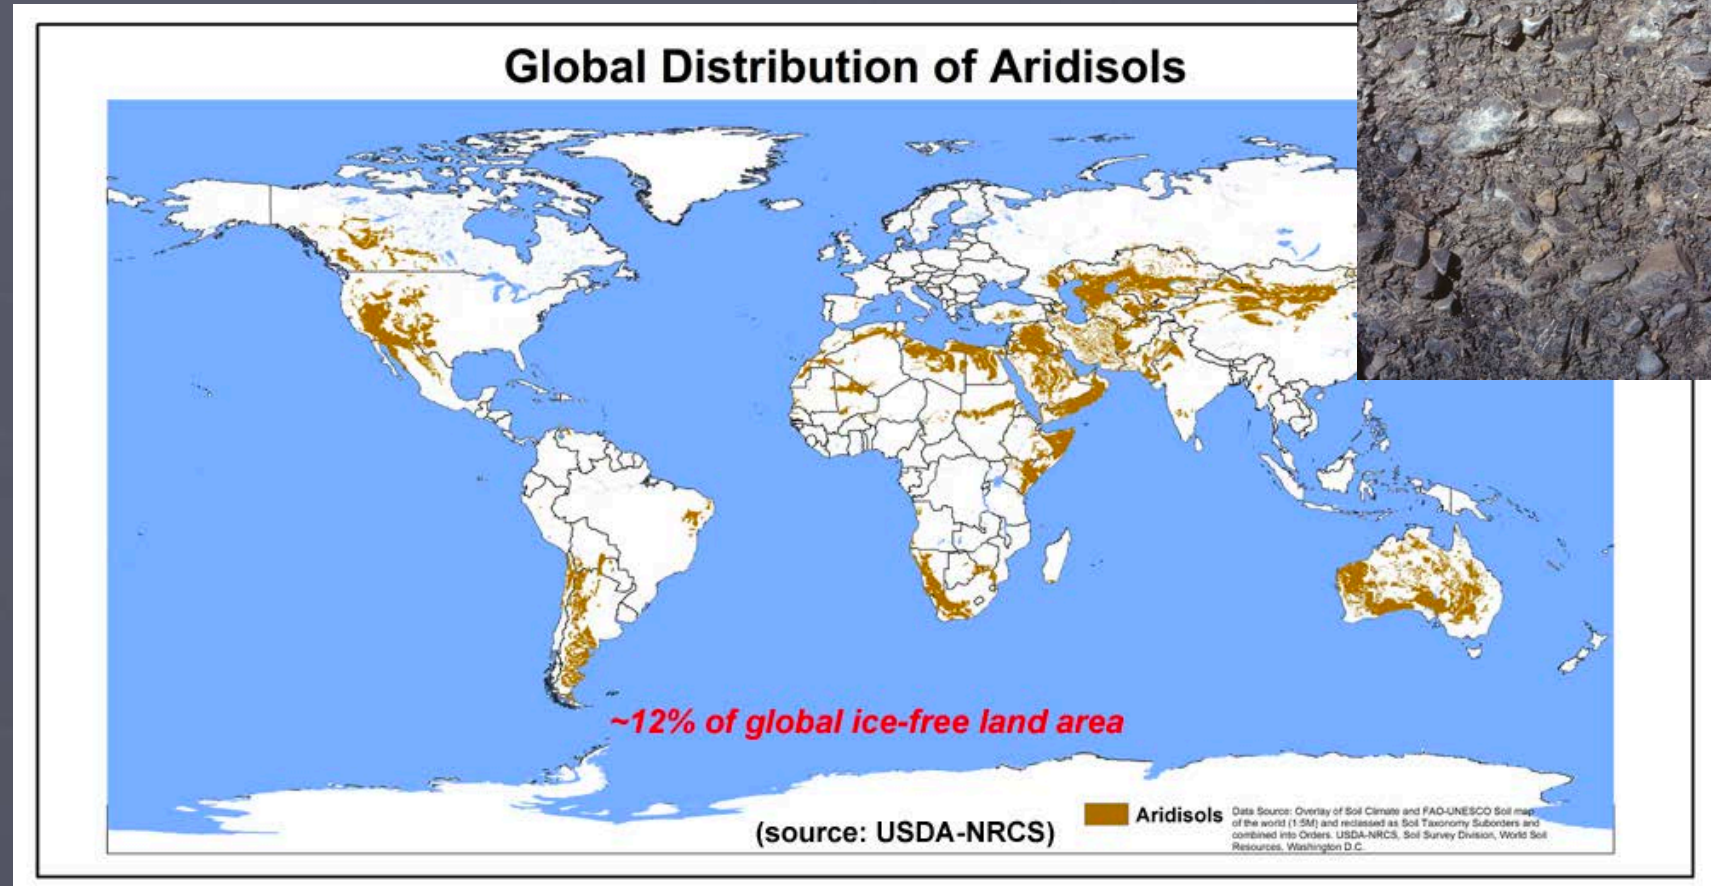 Global Distribution of Aridisols
~12% of global ice-free land area
(source: USDA-NRCS)
Aridisols
Data Source: Overlay of Soil Climate and FAO-UNESCO Soil map
of the world (1:5M) and reclassed as Soil Taxonomy Suborders and
combined into Orders. USDA-NRCS, Soil Survey Division, World Soil
Resources, Washington D.C.